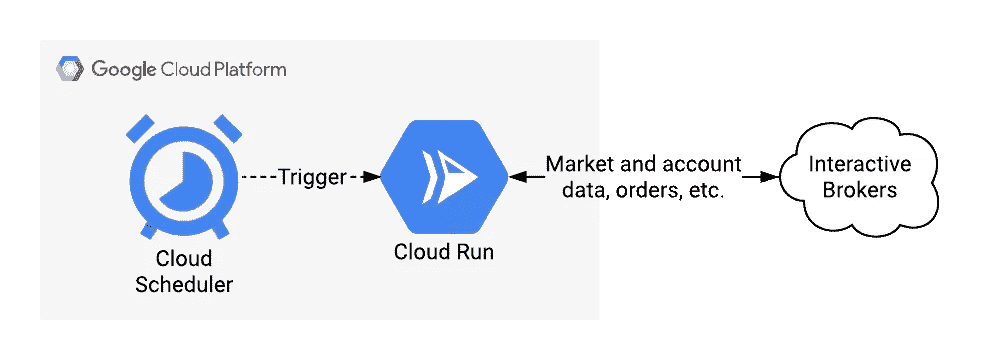 Google Cloud Platform
Trigger
Market and account
data, orders, etc.
Interactive
Brokers
Cloud
Scheduler
Cloud Run